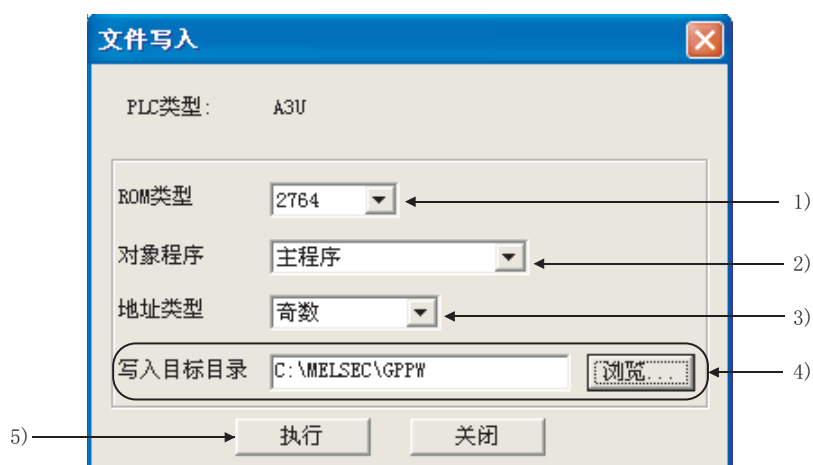 文件写入
PLC类型: A3U
ROM类型 2764 1)
对象程序 主程序 2)
地址类型 奇数 3)
写入目标目录 C:\MELSEC\GPPW 浏览... 4)
5) 执行 关闭